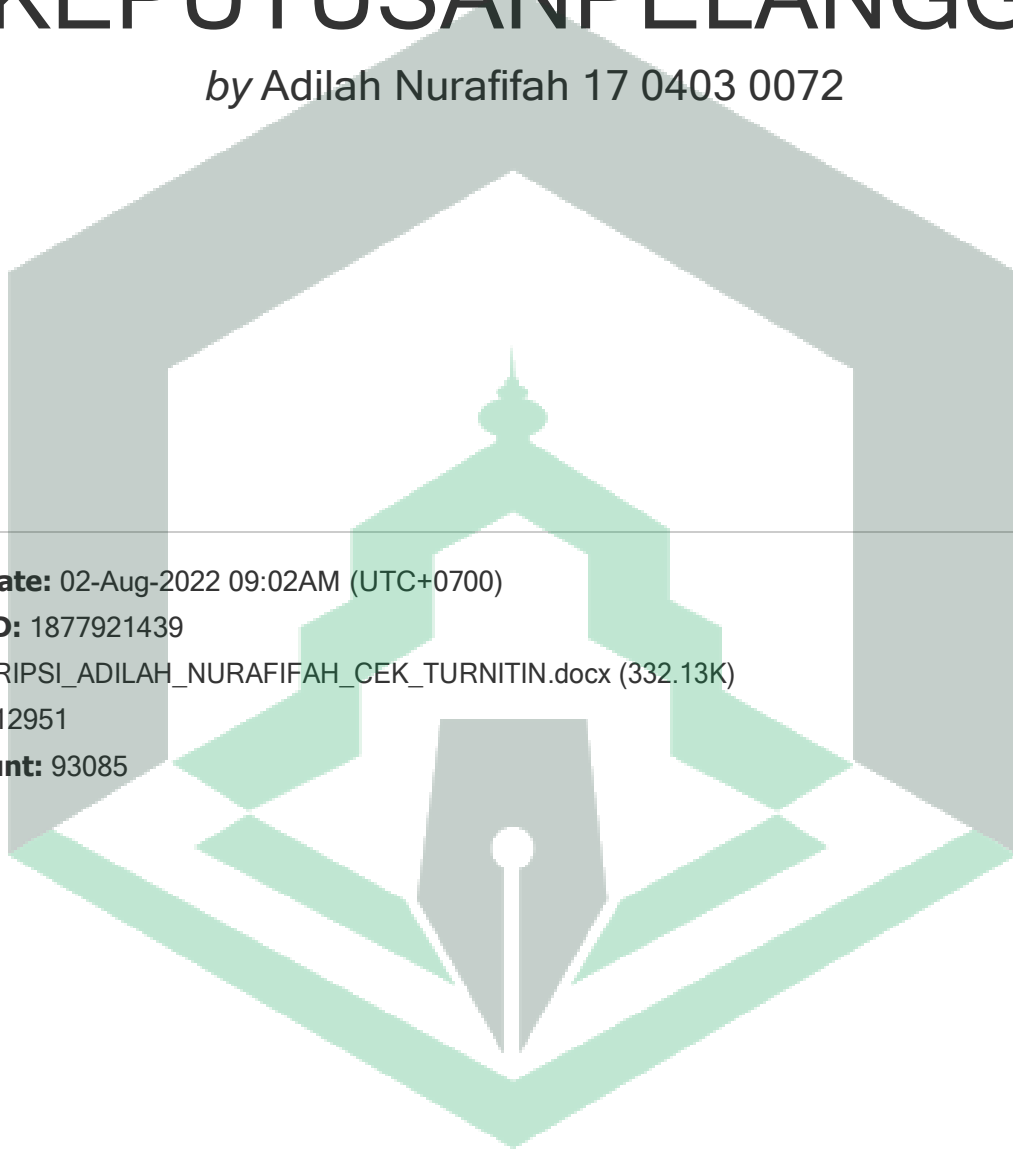 KEPUTUSANPELANGG
by Adilah Nurafifah 17 0403 0072
ate: 02-Aug-2022 09:02AM (UTC+0700)
D: 1877921439
RIPSI_ADILAH_NURAFIFAH_CEK_TURNITIN.docx (332.13K)
12951
unt: 93085